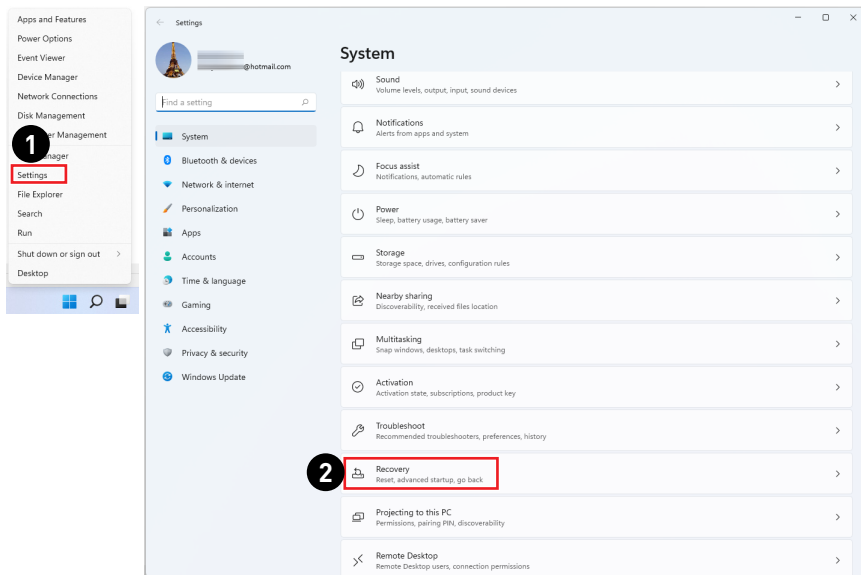 Apps and Features
Power Options
Event Viewer
Device Manager
Network Connections
Disk Management
Management
1
Settings
File Explorer
Search
Run
Shut down or sign out
Desktop
Settings
@hotmail.com
Find a setting
System
Bluetooth & devices
Network & internet
Personalization
Apps
Accounts
Time & language
Gaming
Accessibility
Privacy & security
Windows Update
System
Sound
Volume levels, output, input, sound devices
Notifications
Alerts from apps and system
Focus assist
Notifications, automatic rules
Power
Sleep, battery usage, battery saver
Storage
Storage space, drives, configuration rules
Nearby sharing
Discoverability, received files location
Multitasking
Snap windows, desktops, task switching
Activation
Activation state, subscriptions, product key
Troubleshoot
Recommended troubleshooters, preferences, history
2
Recovery
Reset, advanced startup, go back
Projecting to this PC
Permissions, pairing PIN, discoverability
Remote Desktop
Remote Desktop users, connection permissions